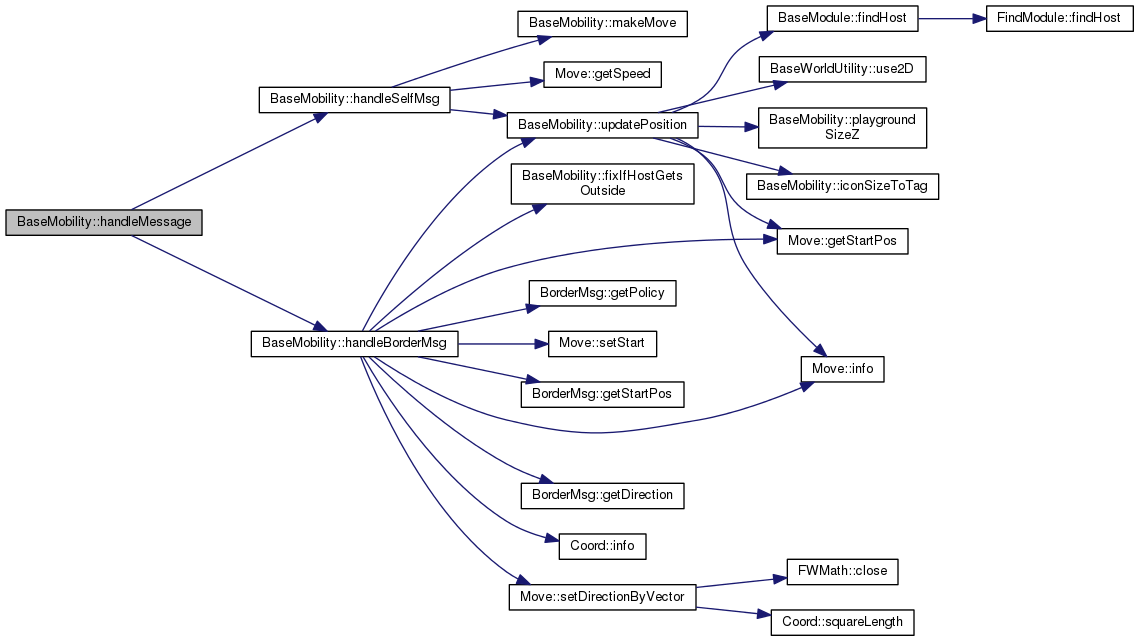 BaseMobility::handleMessage
BaseMobility::handleSelfMsg
BaseMobility::handleBorderMsg
BaseMobility::makeMove
Move::getSpeed
BaseMobility::updatePosition
BaseMobility::fixIfHostGets
Outside
BorderMsg::getPolicy
Move::setStart
BorderMsg::getStartPos
BorderMsg::getDirection
Coord::info
Move::setDirectionByVector
BaseModule::findHost
BaseWorldUtility::use2D
BaseMobility::playground
SizeZ
BaseMobility::iconSizeToTag
Move::getStartPos
Move::info
FWMath::close
Coord::squareLength
FindModule::findHost